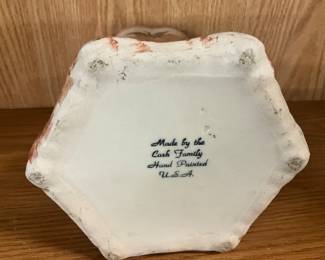 Made by the
Cash Family
Hand Painted
U.S.A.